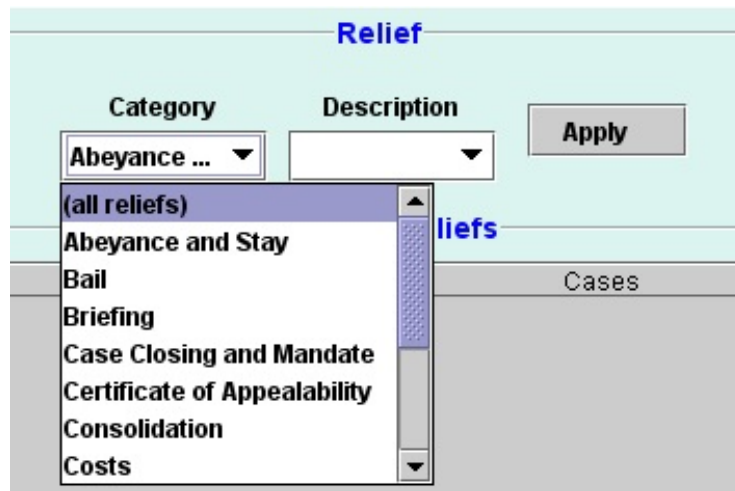 Relief
Category Description
Apply
Abeyance ...
(all reliefs)
Abeyance and Stay
liefs
Bail
Cases
Briefing
Case Closing and Mandate
Certificate of Appealability
Consolidation
Costs